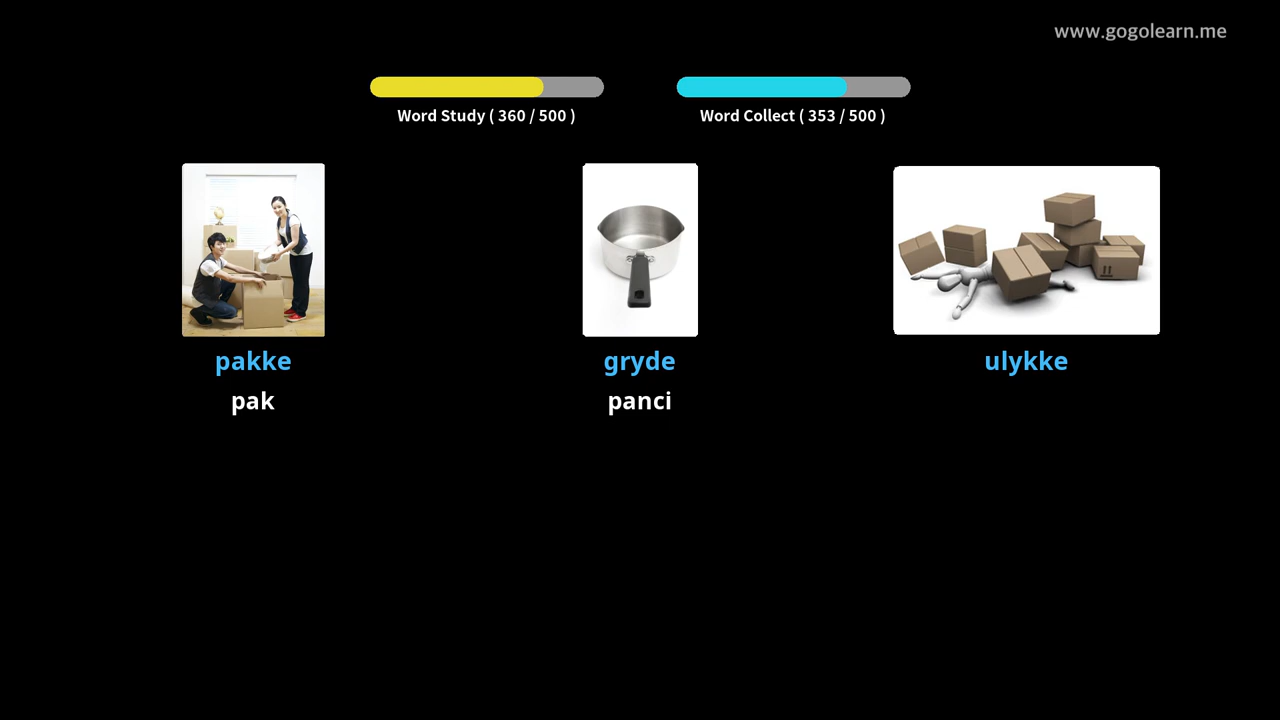 www.gogolearn.me
Word Study ( 360 / 500 )
Word Collect ( 353 / 500 )
pakke
gryde
ulykke
pak
panci